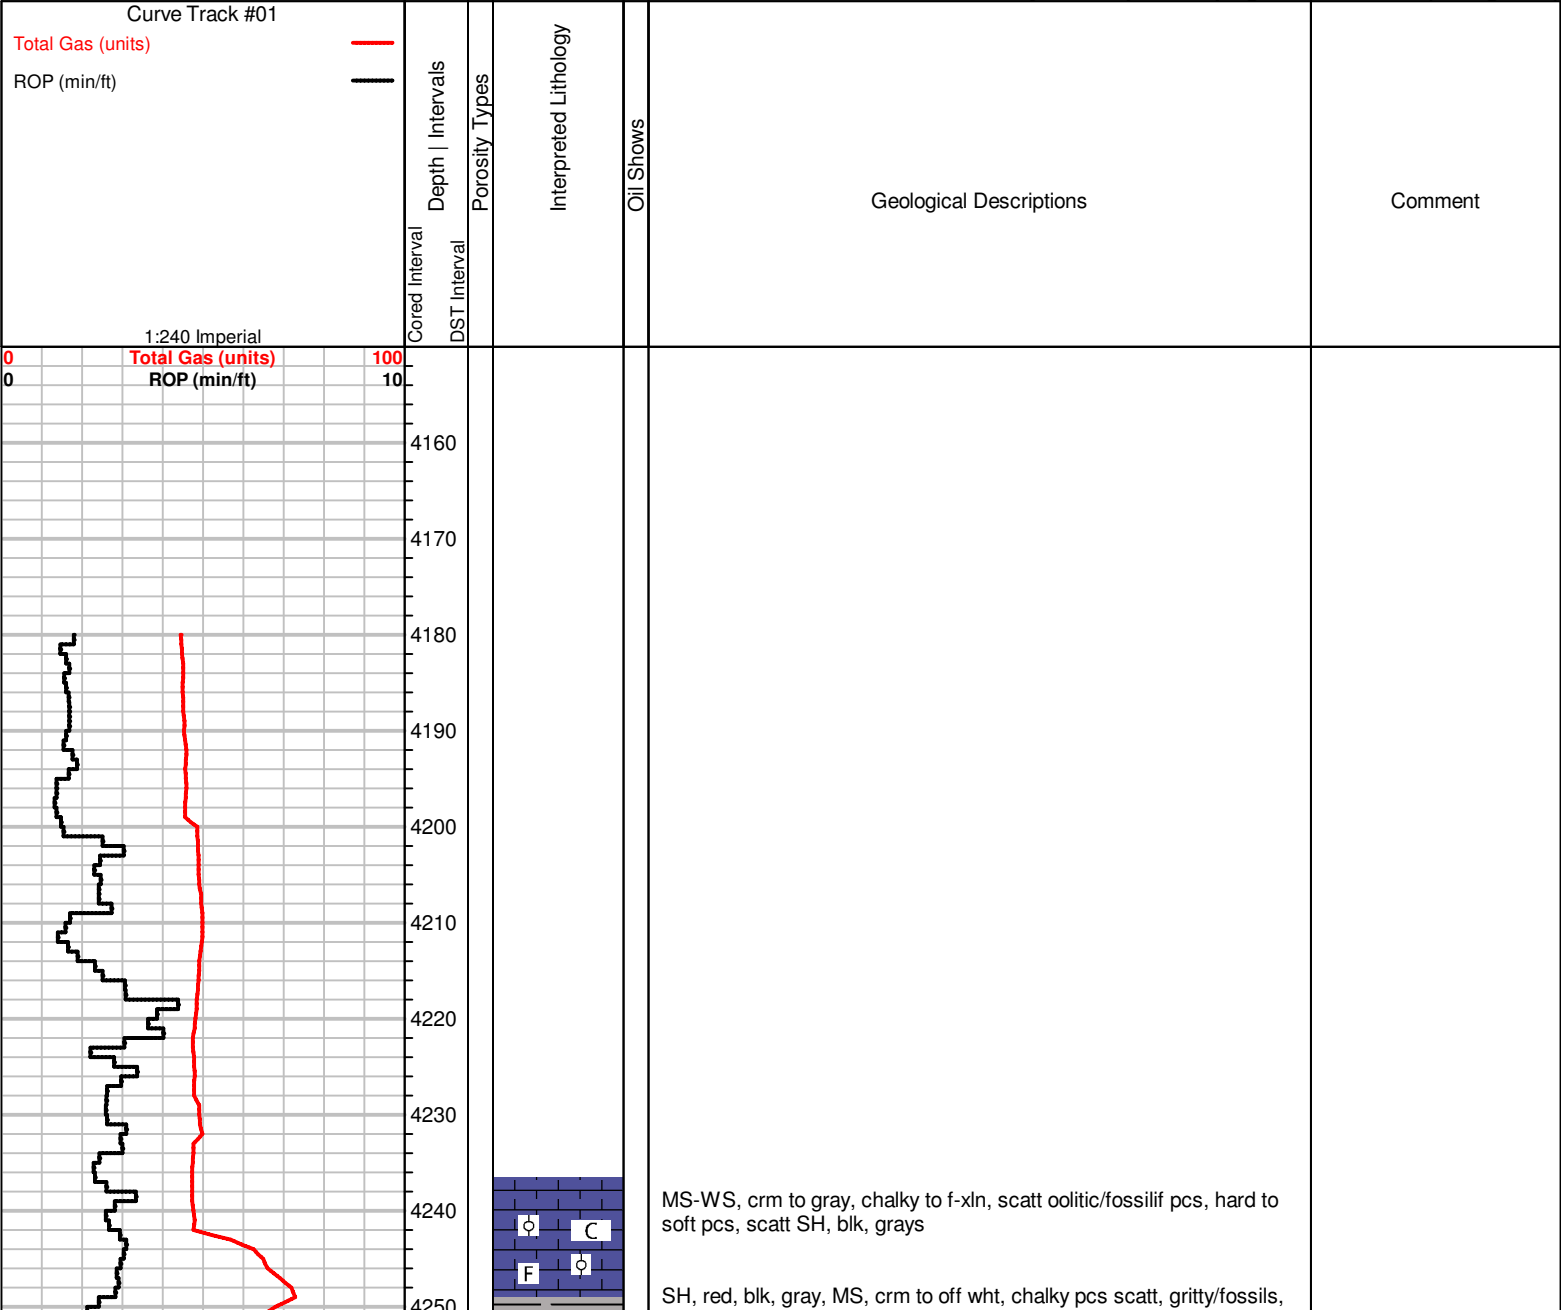 Curve Track #01
Total Gas (units)
ROP (min/ft)
1:240 Imperial
Cored Interval
Depth | Intervals
DST Interval
Porosity Types
Interpreted Lithology
Oil Shows
Geological Descriptions
Comment
0 Total Gas (units) 100
0 ROP (min/ft) 10
4160
4170
4180
4190
4200
4210
4220
4230
4240
4250
C
F
MS-WS, crm to gray, chalky to f-xln, scatt oolitic/fossilif pcs, hard to
soft pcs, scatt SH, blk, grays
SH, red, blk, gray, MS, crm to off wht, chalky pcs scatt, gritty/fossils,